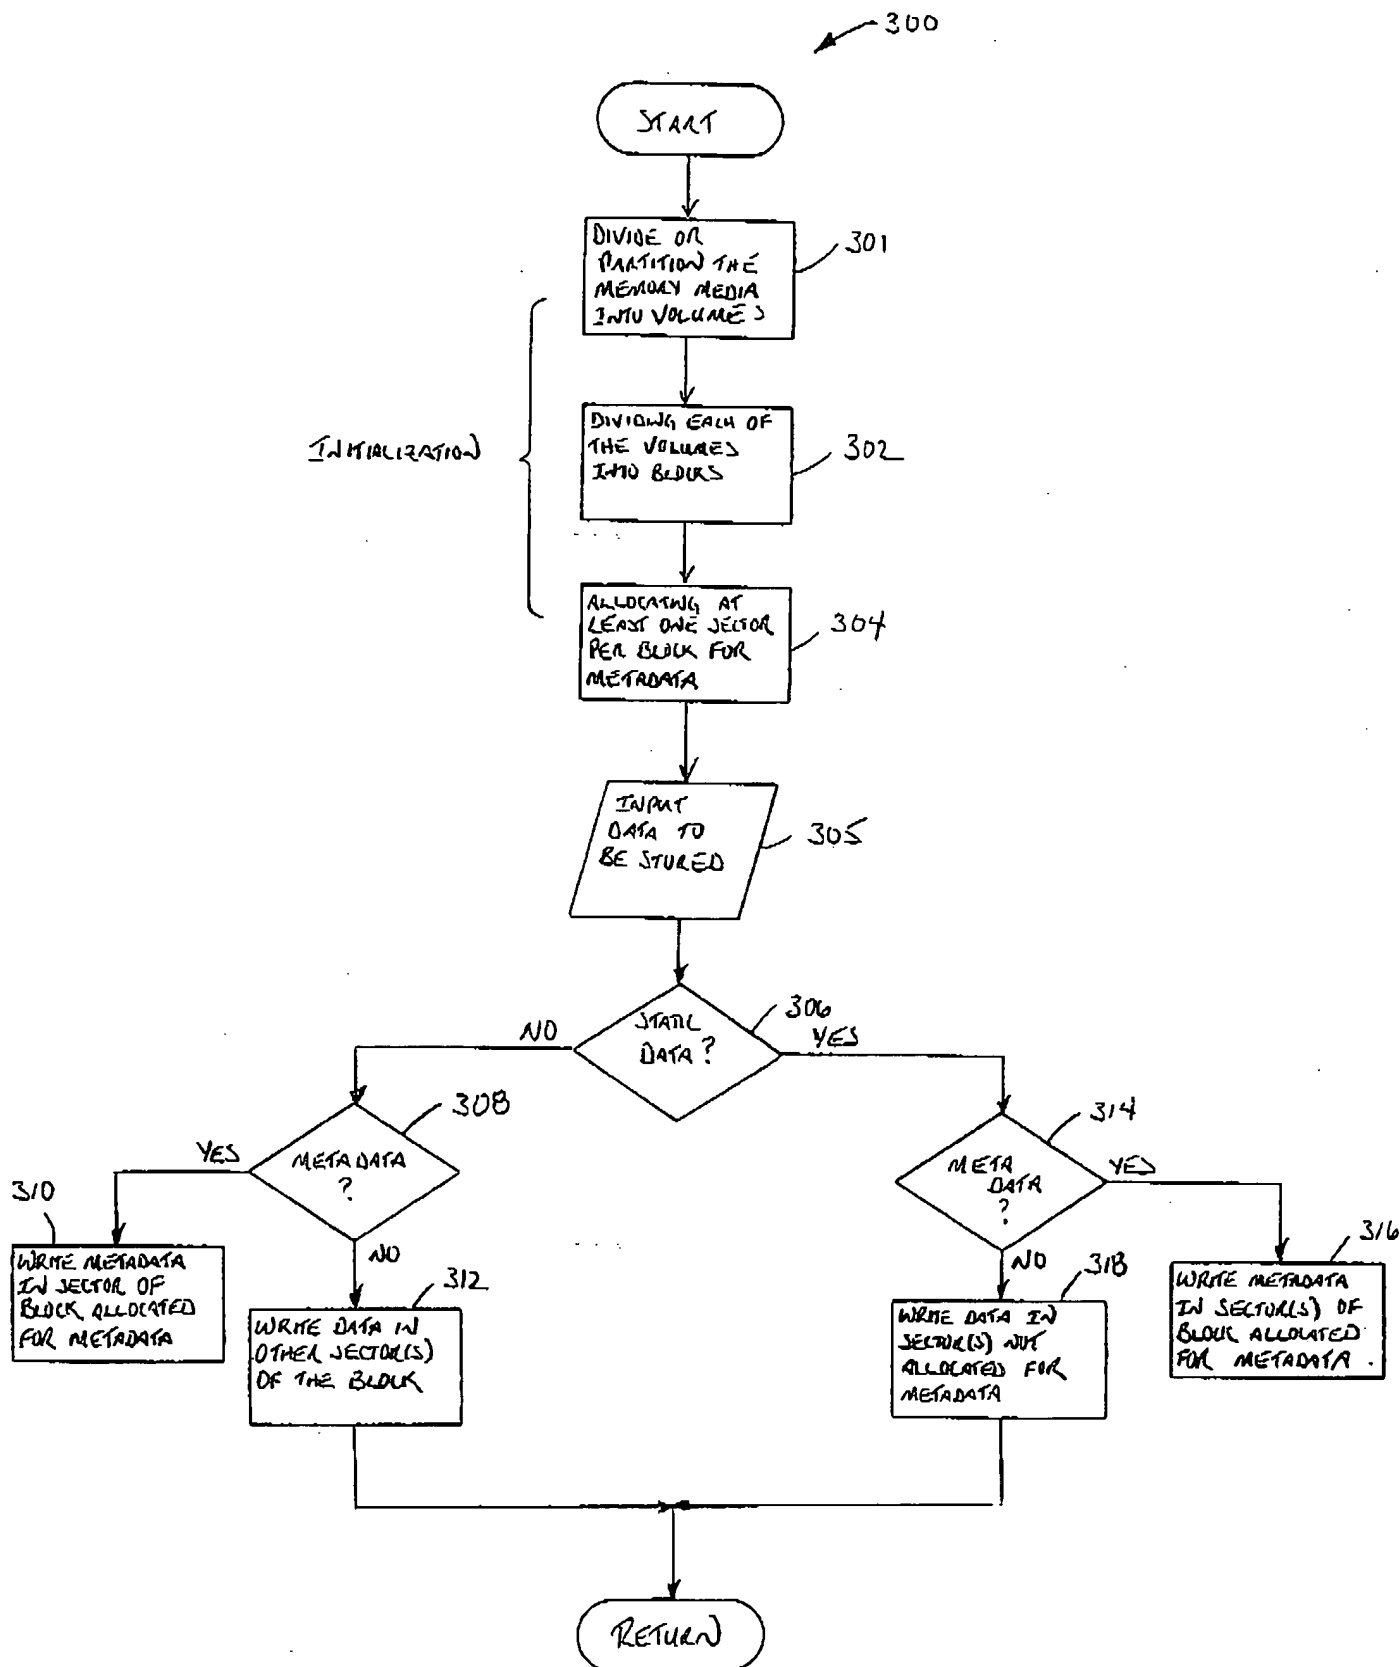 300
START
DIVIDE OR
PARTITION THE
MEMORY MEDIA
INTO VOLUMES
301
DIVIDING EACH OF
THE VOLUMES
INTO BLOCKS
302
INITIALIZATION
ALLOCATING AT
LEAST ONE SECTOR
PER BLOCK FOR
METADATA
304
INPUT
DATA TO
BE STORED
305
STATIC
DATA?
306
NO
YES
METADATA
?
308
YES
NO
META
DATA
?
314
YES
NO
310
WRITE METADATA
IN SECTOR OF
BLOCK ALLOCATED
FOR METADATA
312
WRITE DATA IN
OTHER SECTOR(S)
OF THE BLOCK
318
WRITE DATA IN
SECTOR(S) NOT
ALLOCATED FOR
METADATA
316
WRITE METADATA
IN SECTOR(S) OF
BLOCK ALLOCATED
FOR METADATA.
RETURN